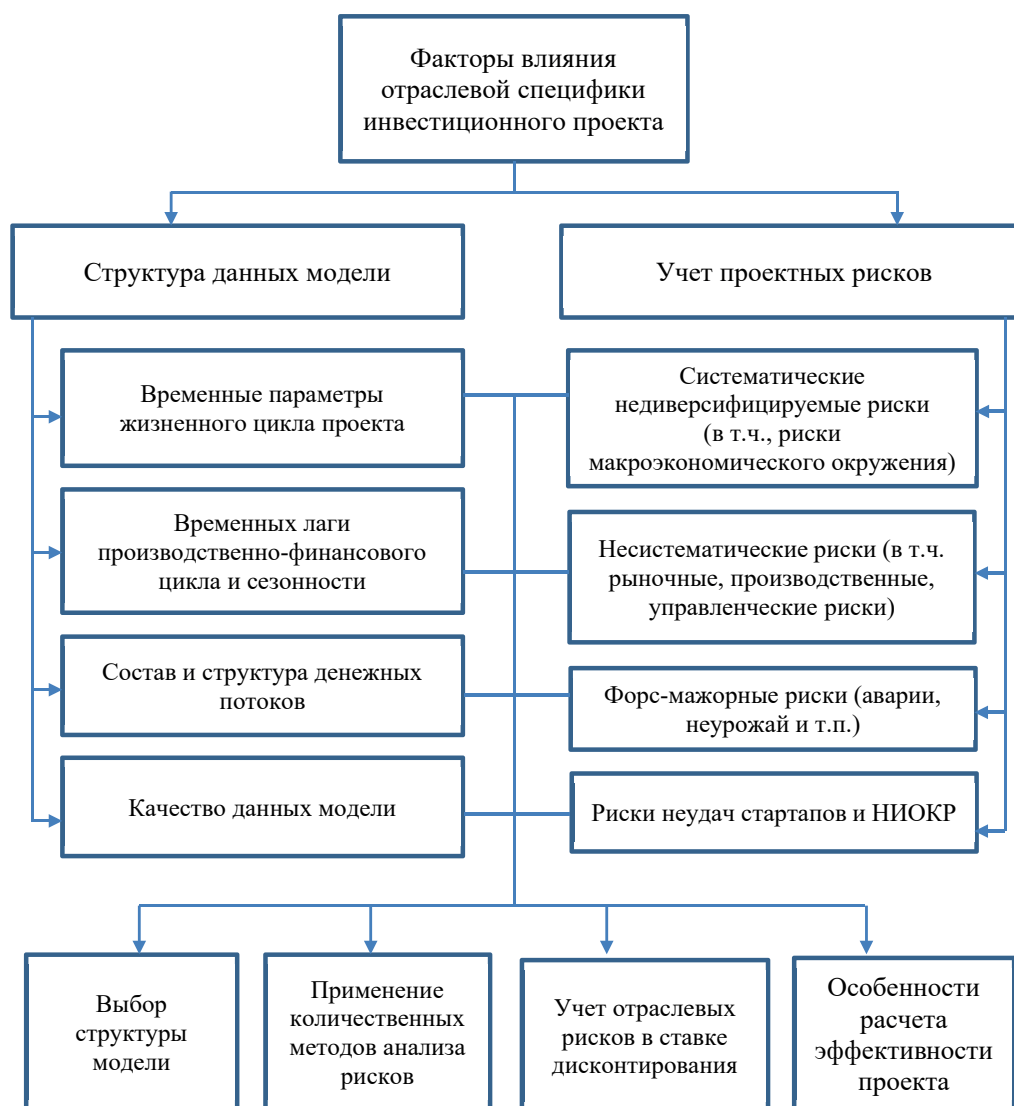 Факторы влияния
отраслевой специфики
инвестиционного проекта
Структура данных модели
Учет проектных рисков
Временные параметры
жизненного цикла проекта
Систематические
недиверсифицируемые риски
(в т.ч., риски
макроэкономического окружения)
Временных лаги
производственно-финансового
цикла и сезонности
Несистематические риски (в т.ч.
рыночные, производственные,
управленческие риски)
Состав и структура денежных
потоков
Форс-мажорные риски (аварии,
неурожай и т.п.)
Качество данных модели
Риски неудач стартапов и НИОКР
Выбор
структуры
модели
Применение
количественных
методов анализа
рисков
Учет отраслевых
рисков в ставке
дисконтирования
Особенности
расчета
эффективности
проекта